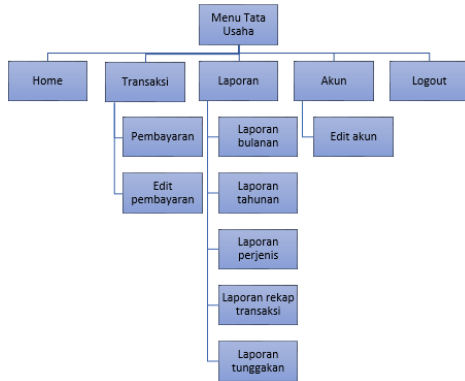 Menu Tata
Usaha
Home
Transaksi
Laporan
Akun
Logout
Pembayaran
Edit
pembayaran
Laporan
bulanan
Laporan
tahunan
Laporan
perjenis
Laporan rekap
transaksi
Laporan
tunggakan
Edit akun